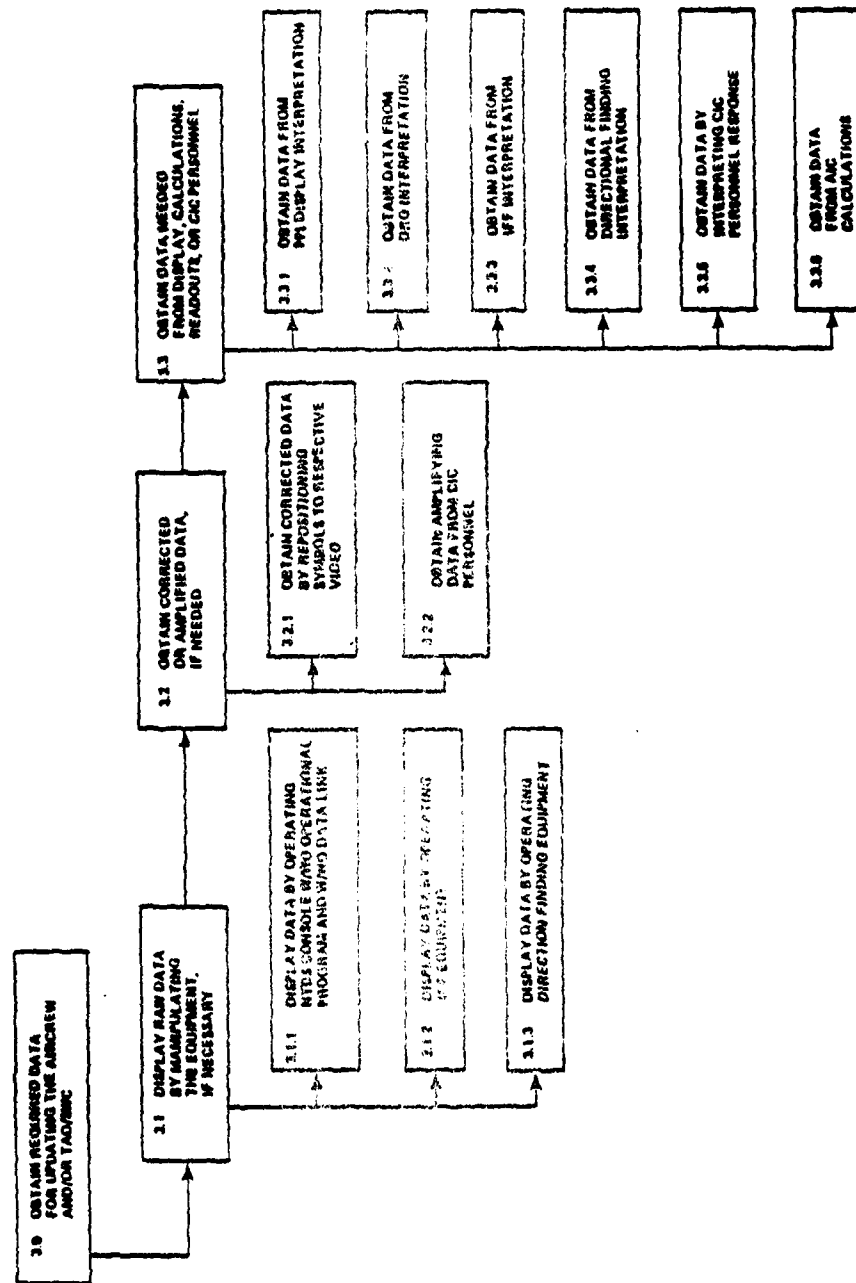 3.0 OBTAIN REQUIRED DATA
FOR UPDATING THE AIRCREW
AND/OR TAO/SWC
3.1 DISPLAY RAW DATA
BY MANIPULATING
THE EQUIPMENT,
IF NECESSARY
3.1.1 DISPLAY DATA BY OPERATING
NTDS CONSOLE W/WO OPERATIONAL
PROGRAM AND W/WO DATA LINK
3.1.2 DISPLAY DATA BY OPERATING
IFF EQUIPMENT
3.1.3 DISPLAY DATA BY OPERATING
DIRECTION FINDING EQUIPMENT
3.2 OBTAIN CORRECTED
OR AMPLIFIED DATA,
IF NEEDED
3.2.1 OBTAIN CORRECTED DATA
BY REPOSITIONING
SYMBOLS TO RESPECTIVE
VIDEO
3.2.2 OBTAIN AMPLIFYING
DATA FROM CIC
PERSONNEL
3.3 OBTAIN DATA NEEDED
FROM DISPLAY, CALCULATIONS,
READOUTS, OR CIC PERSONNEL
3.3.1 OBTAIN DATA FROM
PPI DISPLAY INTERPRETATION
3.3.2 OBTAIN DATA FROM
DRO INTERPRETATION
3.3.3 OBTAIN DATA FROM
IFF INTERPRETATION
3.3.4 OBTAIN DATA FROM
DIRECTIONAL FINDING
INTERPRETATION
3.3.5 OBTAIN DATA BY
INTERPRETING CIC
PERSONNEL RESPONSE
3.3.6 OBTAIN DATA
FROM AIC
CALCULATIONS